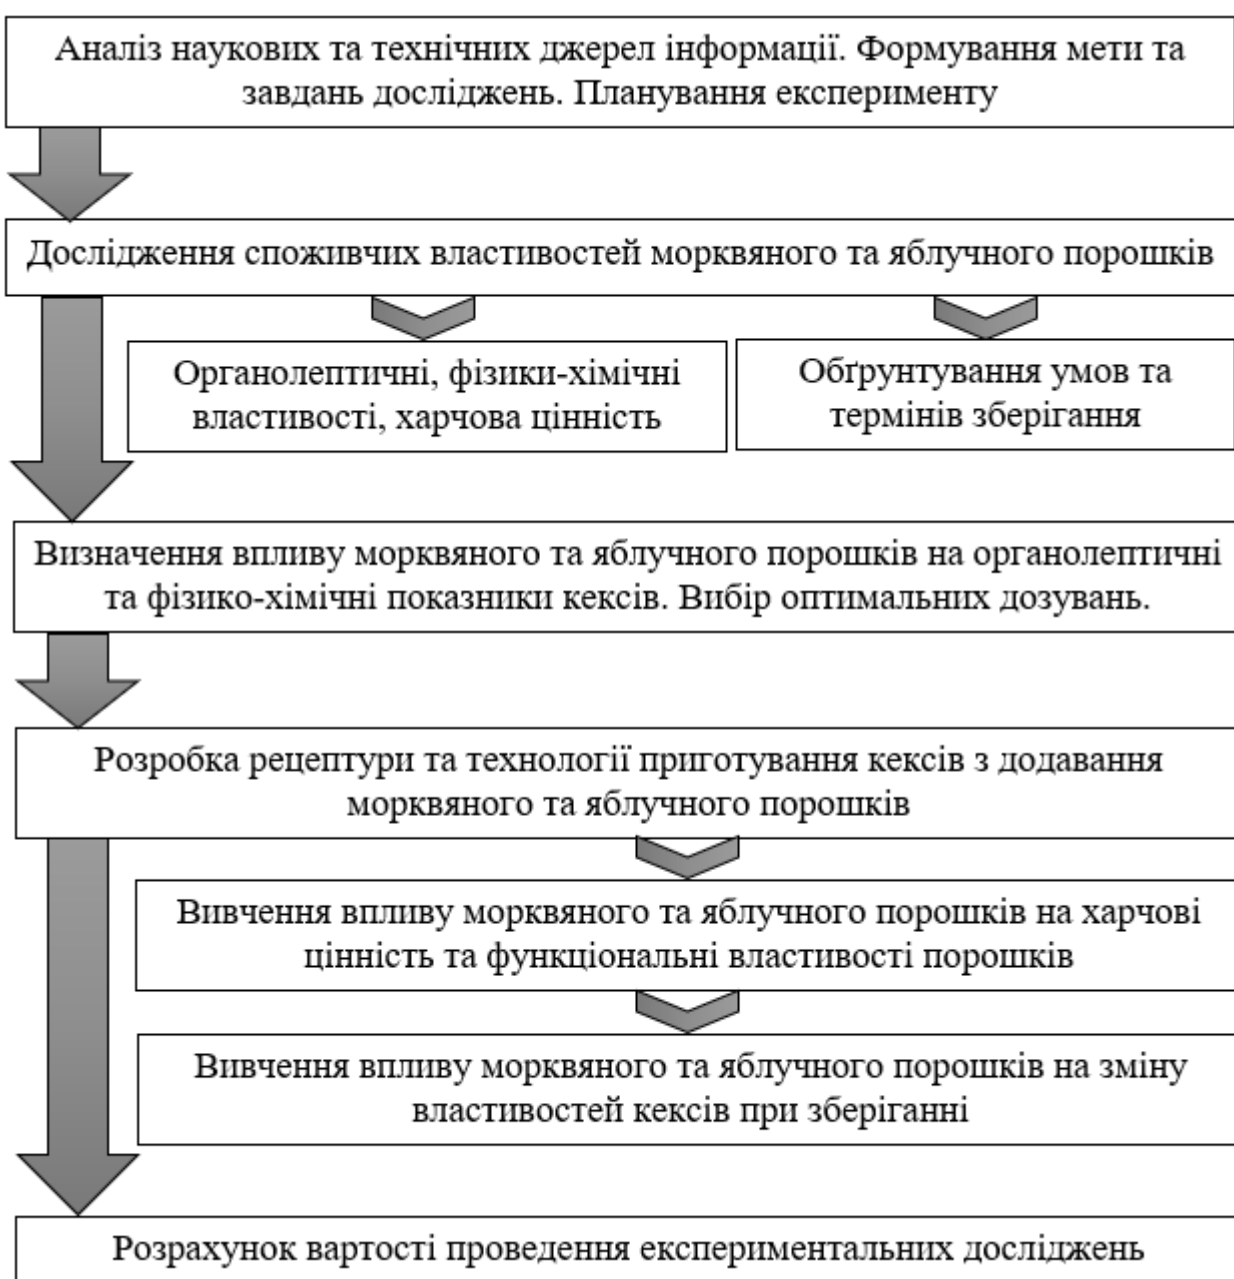 Аналіз наукових та технічних джерел інформації. Формування мети та
завдань досліджень. Планування експерименту
Дослідження споживчих властивостей морквяного та яблучного порошків
Органолептичні, фізики-хімічні
властивості, харчова цінність
Обґрунтування умов та
термінів зберігання
Визначення впливу морквяного та яблучного порошків на органолептичні
та фізико-хімічні показники кексів. Вибір оптимальних дозувань.
Розробка рецептури та технології приготування кексів з додавання
морквяного та яблучного порошків
Вивчення впливу морквяного та яблучного порошків на харчові
цінність та функціональні властивості порошків
Вивчення впливу морквяного та яблучного порошків на зміну
властивостей кексів при зберіганні
Розрахунок вартості проведення експериментальних досліджень